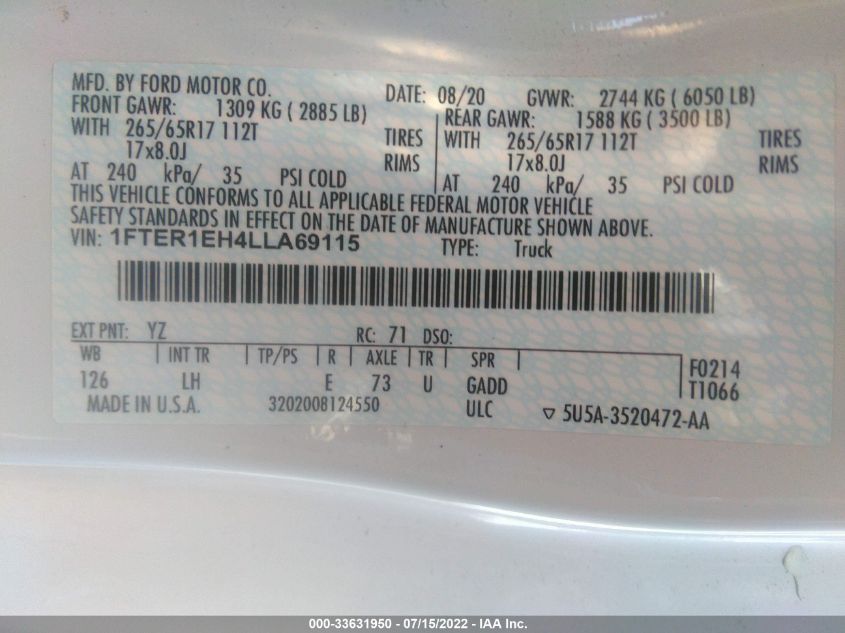 MFD. BY FORD MOTOR CO. DATE: 08/20 GVWR: 2744 KG ( 6050 LB)
FRONT GAWR: 1309 KG ( 2885 LB) REAR GAWR: 1588 KG ( 3500 LB)
WITH 265/65R17 112T TIRES WITH 265/65R17 112T TIRES
17x8.0J RIMS 17x8.0J RIMS
AT 240 kPa/ 35 PSI COLD AT 240 kPa/ 35 PSI COLD
THIS VEHICLE CONFORMS TO ALL APPLICABLE FEDERAL MOTOR VEHICLE
SAFETY STANDARDS IN EFFECT ON THE DATE OF MANUFACTURE SHOWN ABOVE.
VIN: 1FTER1EH4LLA69115 TYPE: Truck
EXT PNT: YZ RC: 71 DSO:
WB INT TR TP/PS R AXLE TR SPR F0214
126 LH E 73 U GADD T1066
MADE IN U.S.A. 3202008124550 ULC ▽ 5U5A-3520472-AA
000-33631950 - 07/15/2022 - IAA Inc.